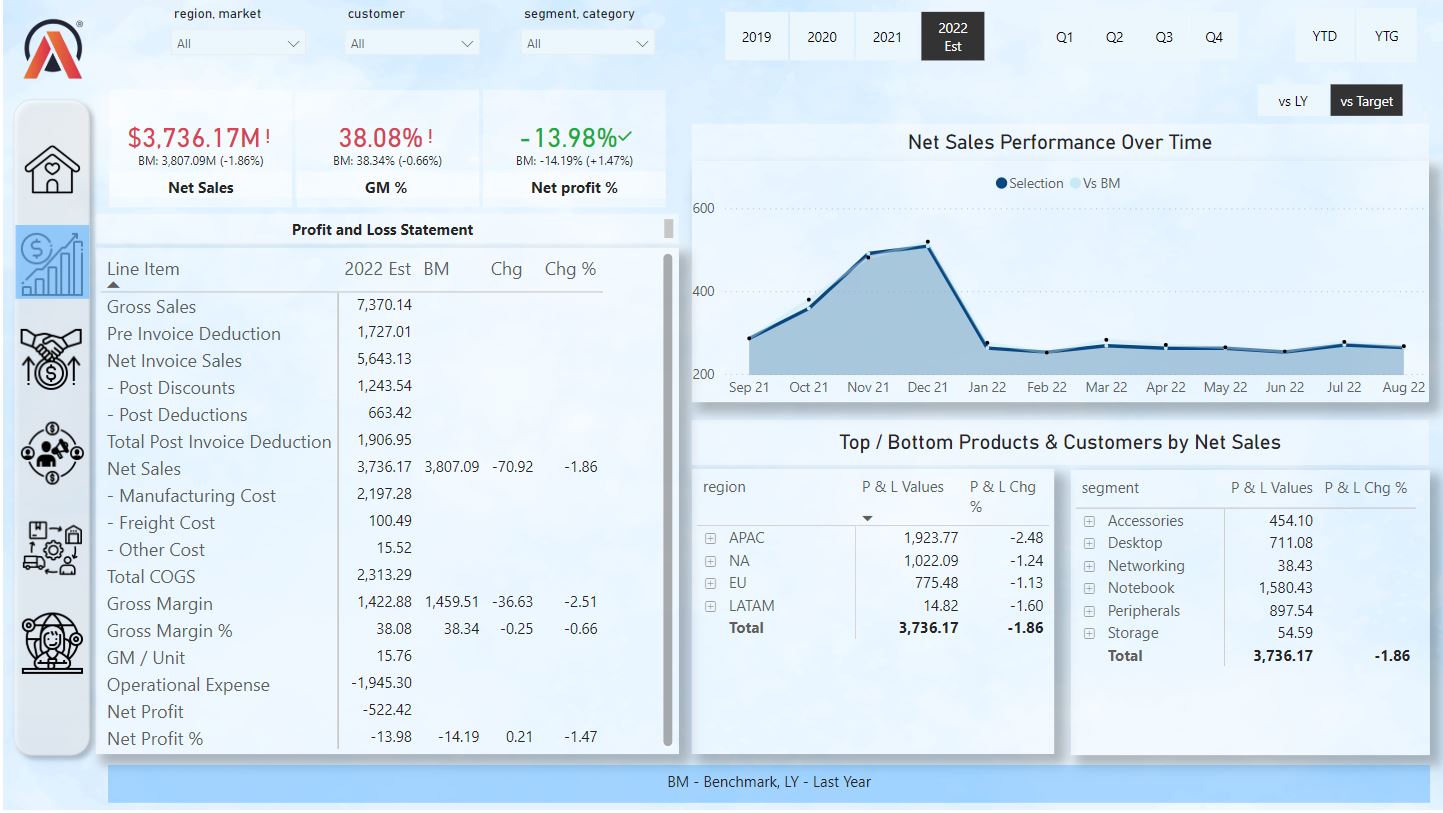 region, market
customer
segment, category
All
All
All
2019
2020
2021
2022
Est
Q1
Q2
Q3
Q4
YTD
YTG
vs LY
vs Target
$3,736.17M !
BM: 3,807.09M (-1.86%)
Net Sales
38.08% !
BM: 38.34% (-0.66%)
GM %
-13.98%✓
BM: -14.19% (+1.47%)
Net profit %
Profit and Loss Statement
Line Item 2022 Est BM Chg Chg %
Gross Sales 7,370.14
Pre Invoice Deduction 1,727.01
Net Invoice Sales 5,643.13
- Post Discounts 1,243.54
- Post Deductions 663.42
Total Post Invoice Deduction 1,906.95
Net Sales 3,736.17 3,807.09 -70.92 -1.86
- Manufacturing Cost 2,197.28
- Freight Cost 100.49
- Other Cost 15.52
Total COGS 2,313.29
Gross Margin 1,422.88 1,459.51 -36.63 -2.51
Gross Margin % 38.08 38.34 -0.25 -0.66
GM / Unit 15.76
Operational Expense -1,945.30
Net Profit -522.42
Net Profit % -13.98 -14.19 0.21 -1.47
Net Sales Performance Over Time
Selection Vs BM
600
400
200
Sep 21 Oct 21 Nov 21 Dec 21 Jan 22 Feb 22 Mar 22 Apr 22 May 22 Jun 22 Jul 22 Aug 22
Top / Bottom Products & Customers by Net Sales
region P & L Values P & L Chg
%
APAC 1,923.77 -2.48
NA 1,022.09 -1.24
EU 775.48 -1.13
LATAM 14.82 -1.60
Total 3,736.17 -1.86
segment P & L Values P & L Chg %
Accessories 454.10
Desktop 711.08
Networking 38.43
Notebook 1,580.43
Peripherals 897.54
Storage 54.59
Total 3,736.17 -1.86
BM - Benchmark, LY - Last Year